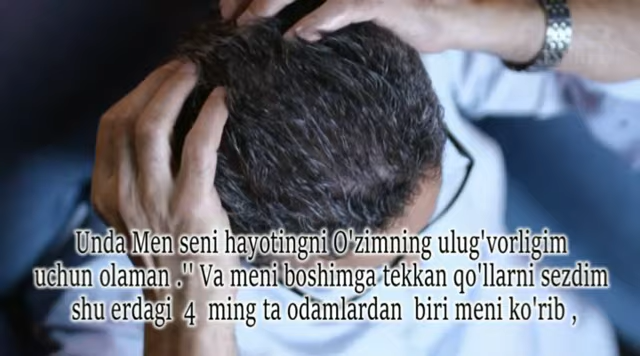 Unda Men seni hayotingni O'zimning ulug'vorligim
uchun olaman ." Va meni boshimga tekkan qo'llarni sezdim
shu erdagi 4 ming ta odamlardan biri meni ko'rib ,